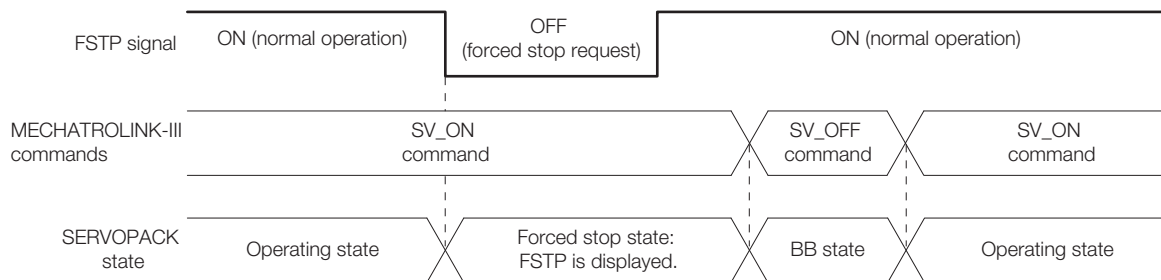 FSTP signal
ON (normal operation)
OFF
(forced stop request)
ON (normal operation)
MECHATROLINK-III
commands
SV_ON
command
SV_OFF
command
SV_ON
command
SERVOPACK
state
Operating state
Forced stop state:
FSTP is displayed.
BB state
Operating state